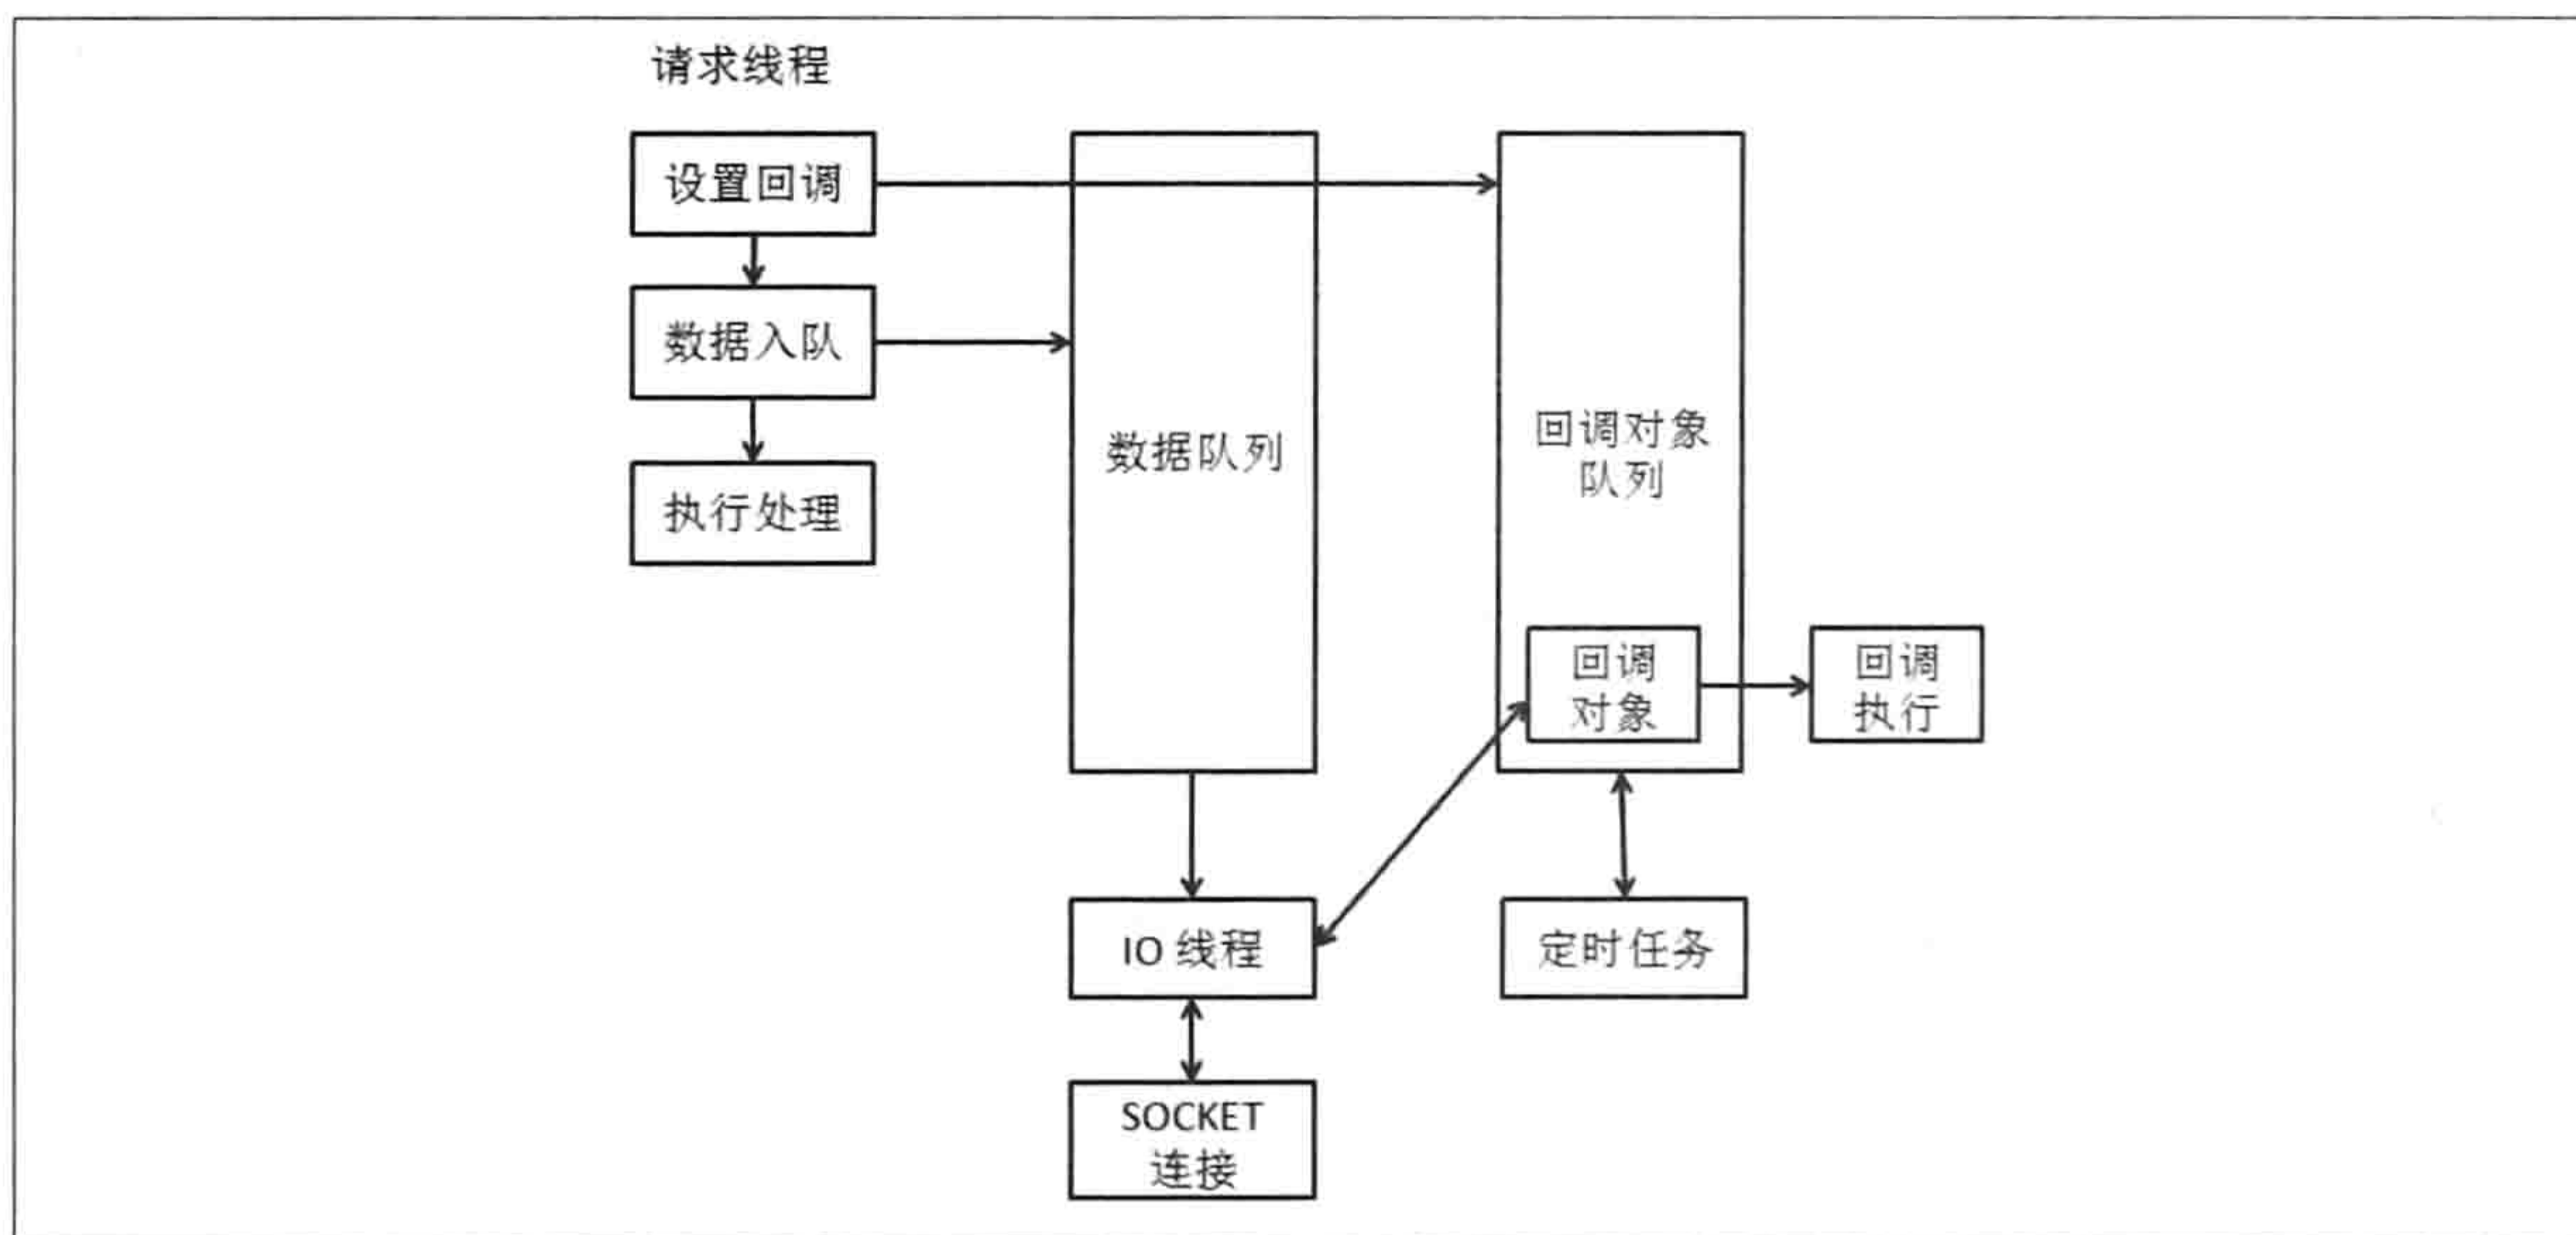 请求线程
设置回调
数据入队
执行处理
数据队列
回调对象
队列
回调
对象
回调
执行
IO 线程
定时任务
SOCKET
连接